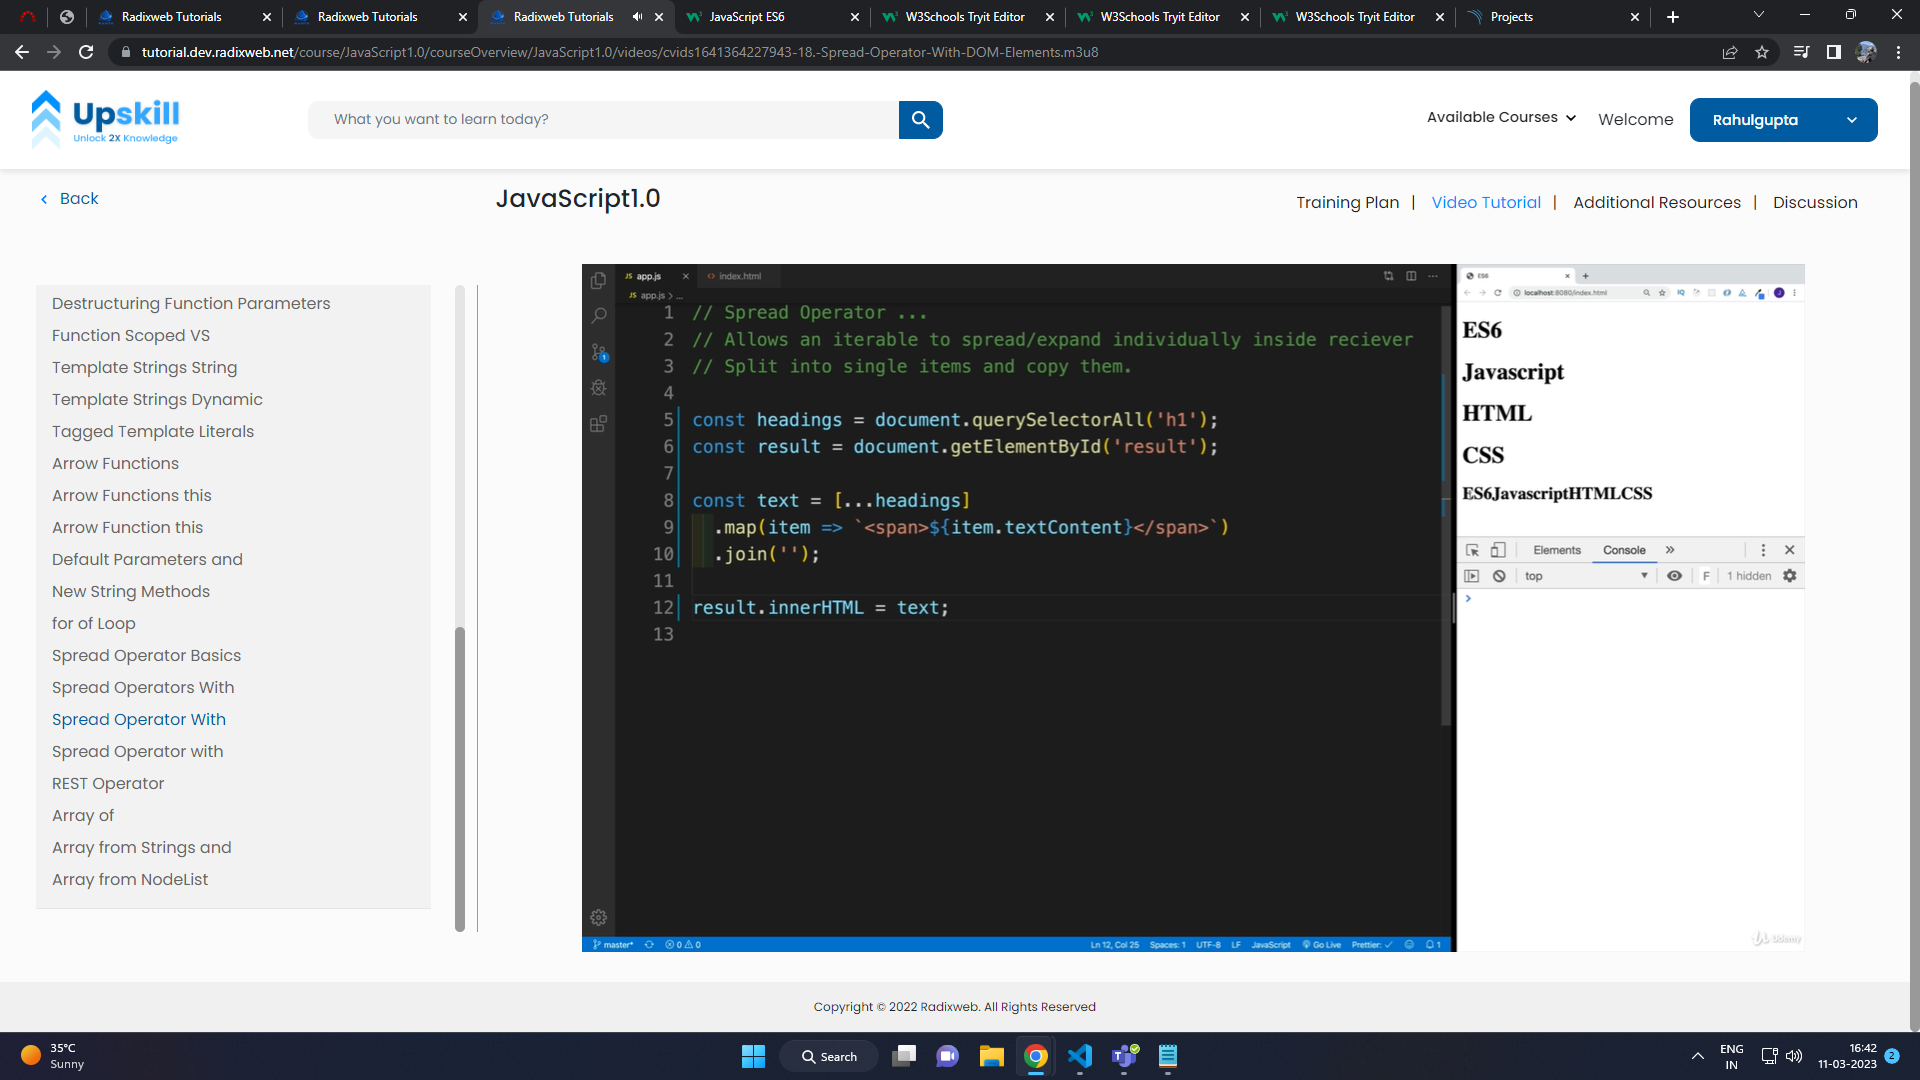 Radixweb Tutorials
Radixweb Tutorials
Radixweb Tutorials
JavaScript ES6
W3Schools Tryit Editor
W3Schools Tryit Editor
W3Schools Tryit Editor
Projects
tutorial.dev.radixweb.net/course/JavaScript1.0/courseOverview/JavaScript1.0/videos/cvids1641364227943-18.-Spread-Operator-With-DOM-Elements.m3u8
Upskill
Unlock 2X Knowledge
What you want to learn today?
Available Courses
Welcome
Rahulgupta
Back
JavaScript1.0
Training Plan | Video Tutorial | Additional Resources | Discussion
Destructuring Function Parameters
Function Scoped VS
Template Strings String
Template Strings Dynamic
Tagged Template Literals
Arrow Functions
Arrow Functions this
Arrow Function this
Default Parameters and
New String Methods
for of Loop
Spread Operator Basics
Spread Operators With
Spread Operator With
Spread Operator with
REST Operator
Array of
Array from Strings and
Array from NodeList
JS app.js
index.html
JS app.js > ...
1 // Spread Operator ...
2 // Allows an iterable to spread/expand individually inside reciever
3 // Split into single items and copy them.
4
5 const headings = document.querySelectorAll('h1');
6 const result = document.getElementById('result');
7
8 const text = [...headings]
9 .map(item => `<span>${item.textContent}</span>`)
10 .join('');
11
12 result.innerHTML = text;
13
master*
0 0
Ln 12, Col 25
Spaces: 1
UTF-8
LF
JavaScript
Go Live
Prettier: ✓
1
ES6
localhost:8080/index.html
ES6
Javascript
HTML
CSS
ES6JavascriptHTMLCSS
Elements
Console
»
top
F
1 hidden
Udemy
Copyright © 2022 Radixweb. All Rights Reserved
35°C
Sunny
Search
ENG
IN
16:42
11-03-2023
2